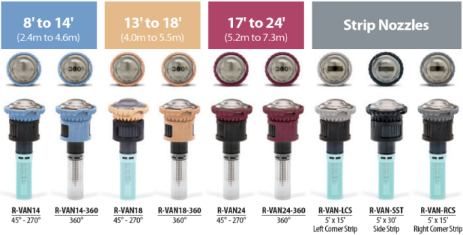 8' to 14'
(2.4m to 4.6m)
13' to 18'
(4.0m to 5.5m)
17' to 24'
(5.2m to 7.3m)
Strip Nozzles
360°
360°
360°
R-VAN14
45° - 270°
R-VAN14-360
360°
R-VAN18
45° - 270°
R-VAN18-360
360°
R-VAN24
45° - 270°
R-VAN24-360
360°
R-VAN-LCS
5' x 15'
Left Corner Strip
R-VAN-SST
5' x 30'
Side Strip
R-VAN-RCS
5' x 15'
Right Corner Strip